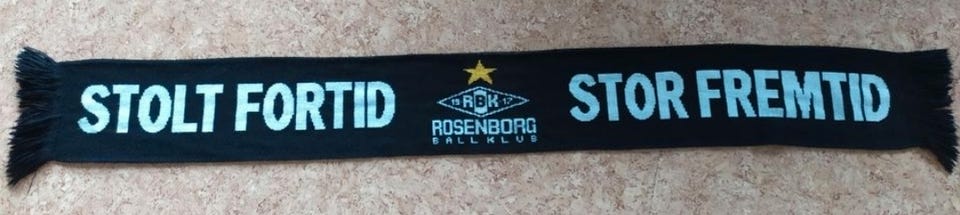 STOLT FORTID
19 RBK 17
ROSENBORG
BALLKLUB
STOR FREMTID